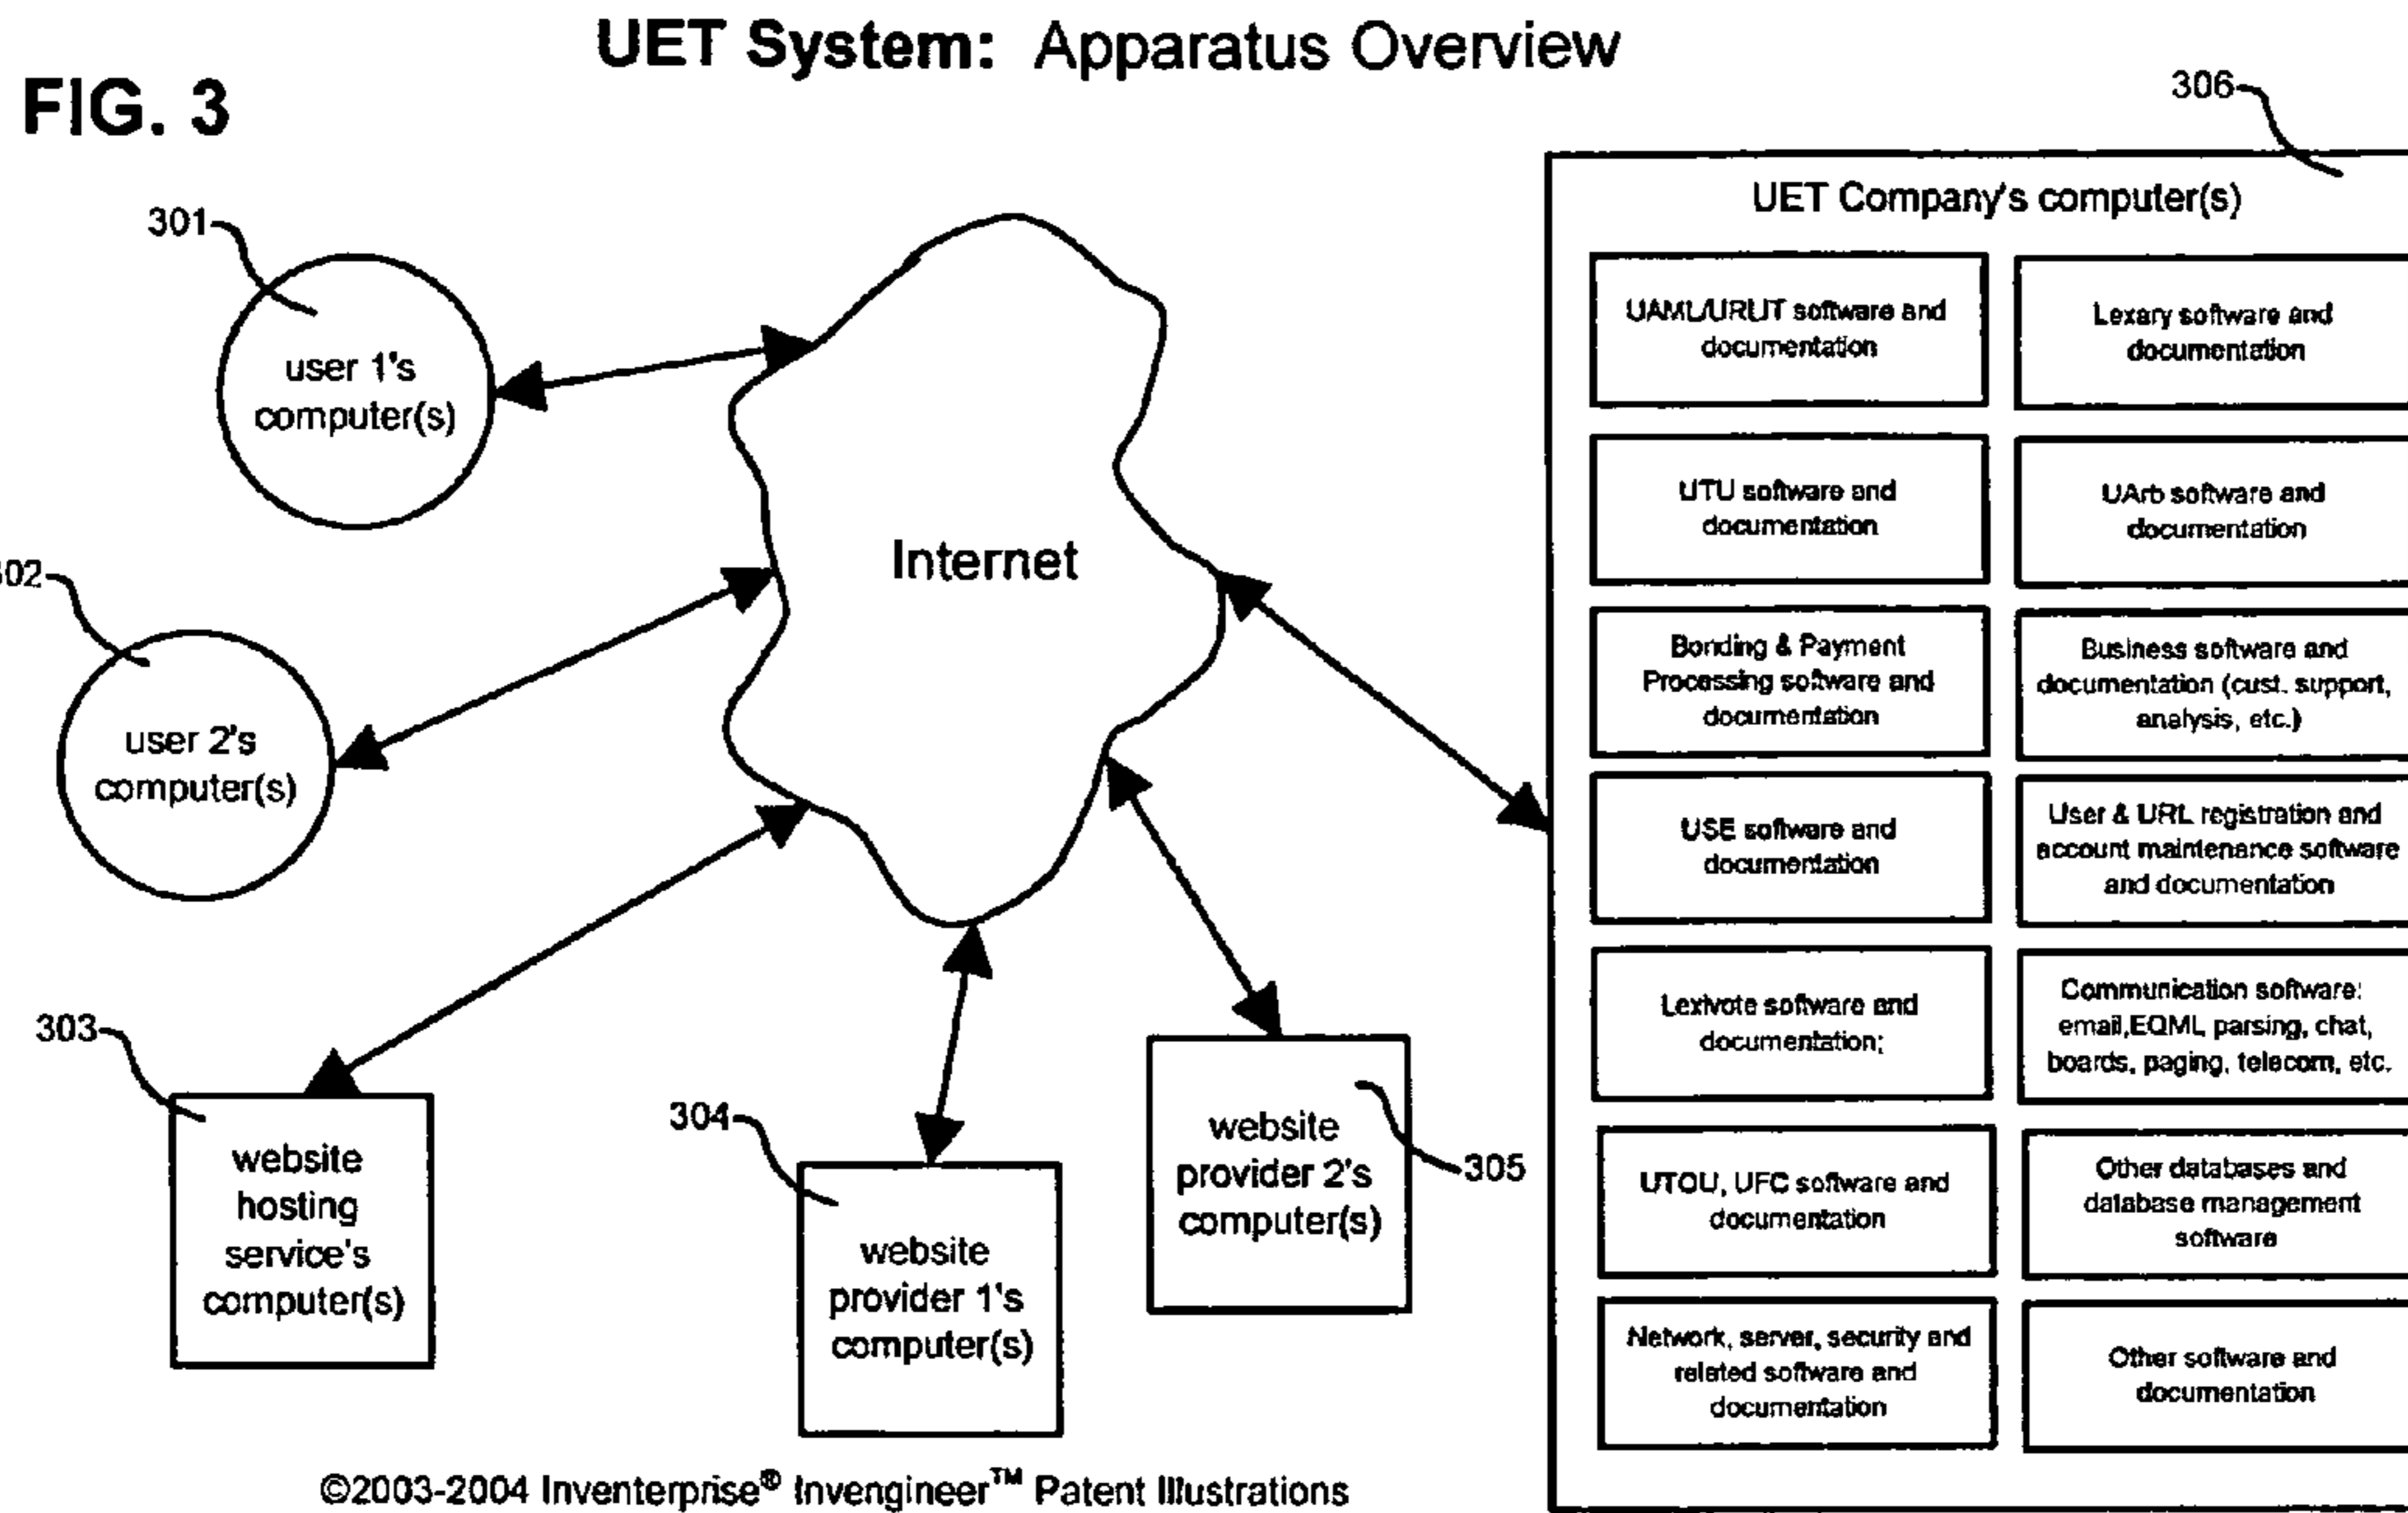 UET System: Apparatus Overview
FIG. 3
306
301
user 1's
computer(s)
Internet
02
user 2's
computer(s)
303
website
hosting
service's
computer(s)
304
website
provider 1's
computer(s)
website
provider 2's
computer(s)
305
UET Company's computer(s)
UAML/URLIT software and
documentation
Lexary software and
documentation
UTU software and
documentation
UArb software and
documentation
Bonding & Payment
Processing software and
documentation
Business software and
documentation (cust. support,
analysis, etc.)
USE software and
documentation
User & URL registration and
account maintenance software
and documentation
Lexivote software and
documentation;
Communication software:
email,EQML parsing, chat,
boards, paging, telecom, etc.
UTOU, UFC software and
documentation
Other databases and
database management
software
Network, server, security and
related software and
documentation
Other software and
documentation
©2003-2004 Inventerprise® Invengineer™ Patent Illustrations